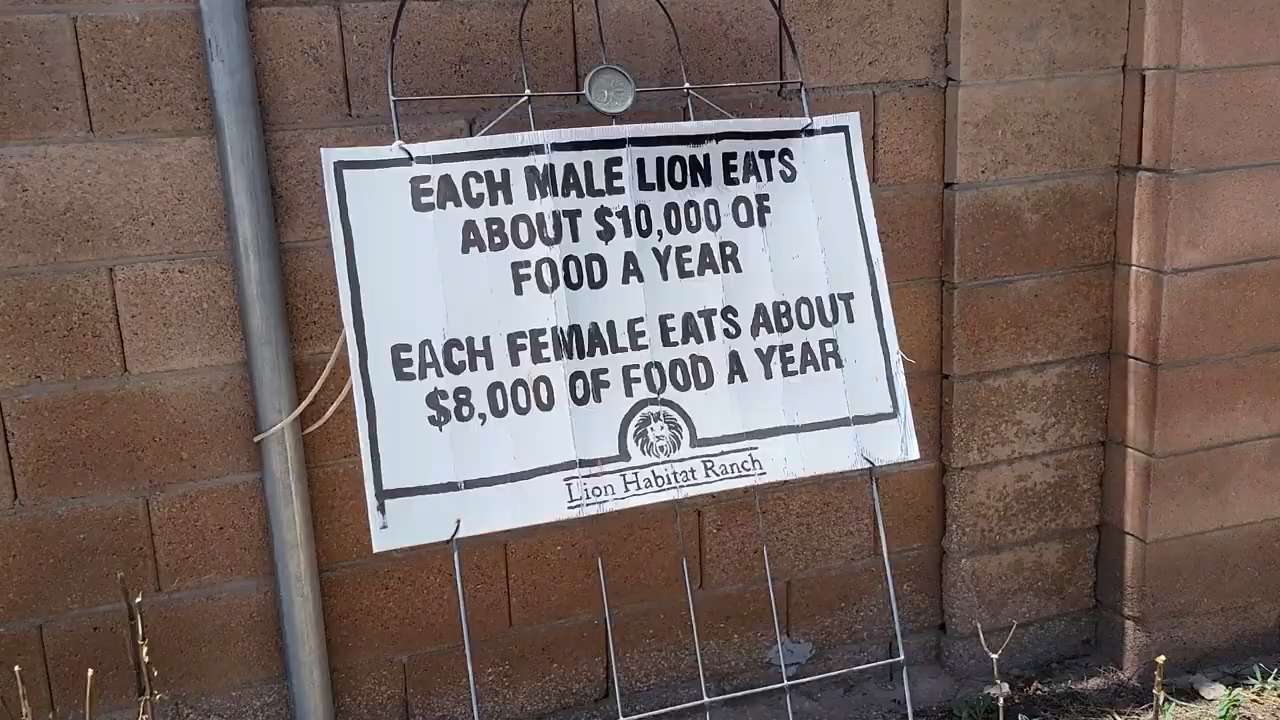 EACH MALE LION EATS
ABOUT $10,000 OF
FOOD A YEAR
EACH FEMALE EATS ABOUT
$8,000 OF FOOD A YEAR
Lion Habitat Ranch